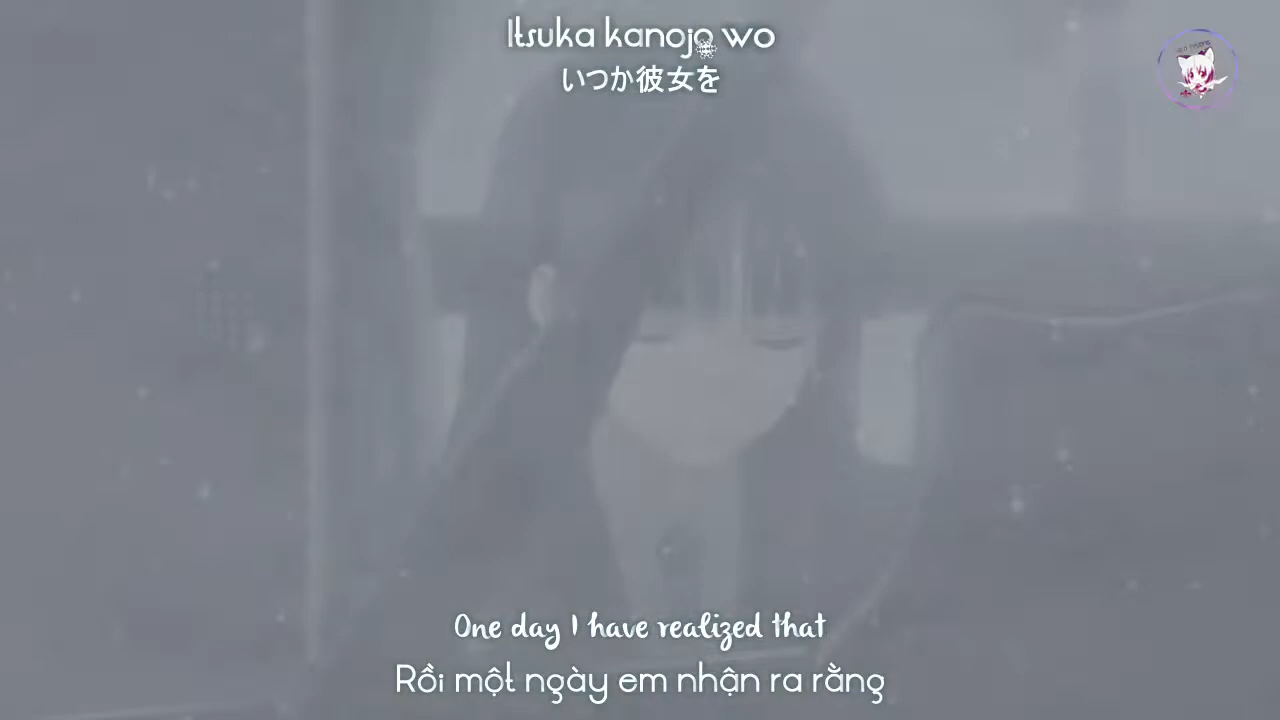 Itsuka kanojo wo
いつか彼女を
One day I have realized that
Rồi một ngày em nhận ra rằng